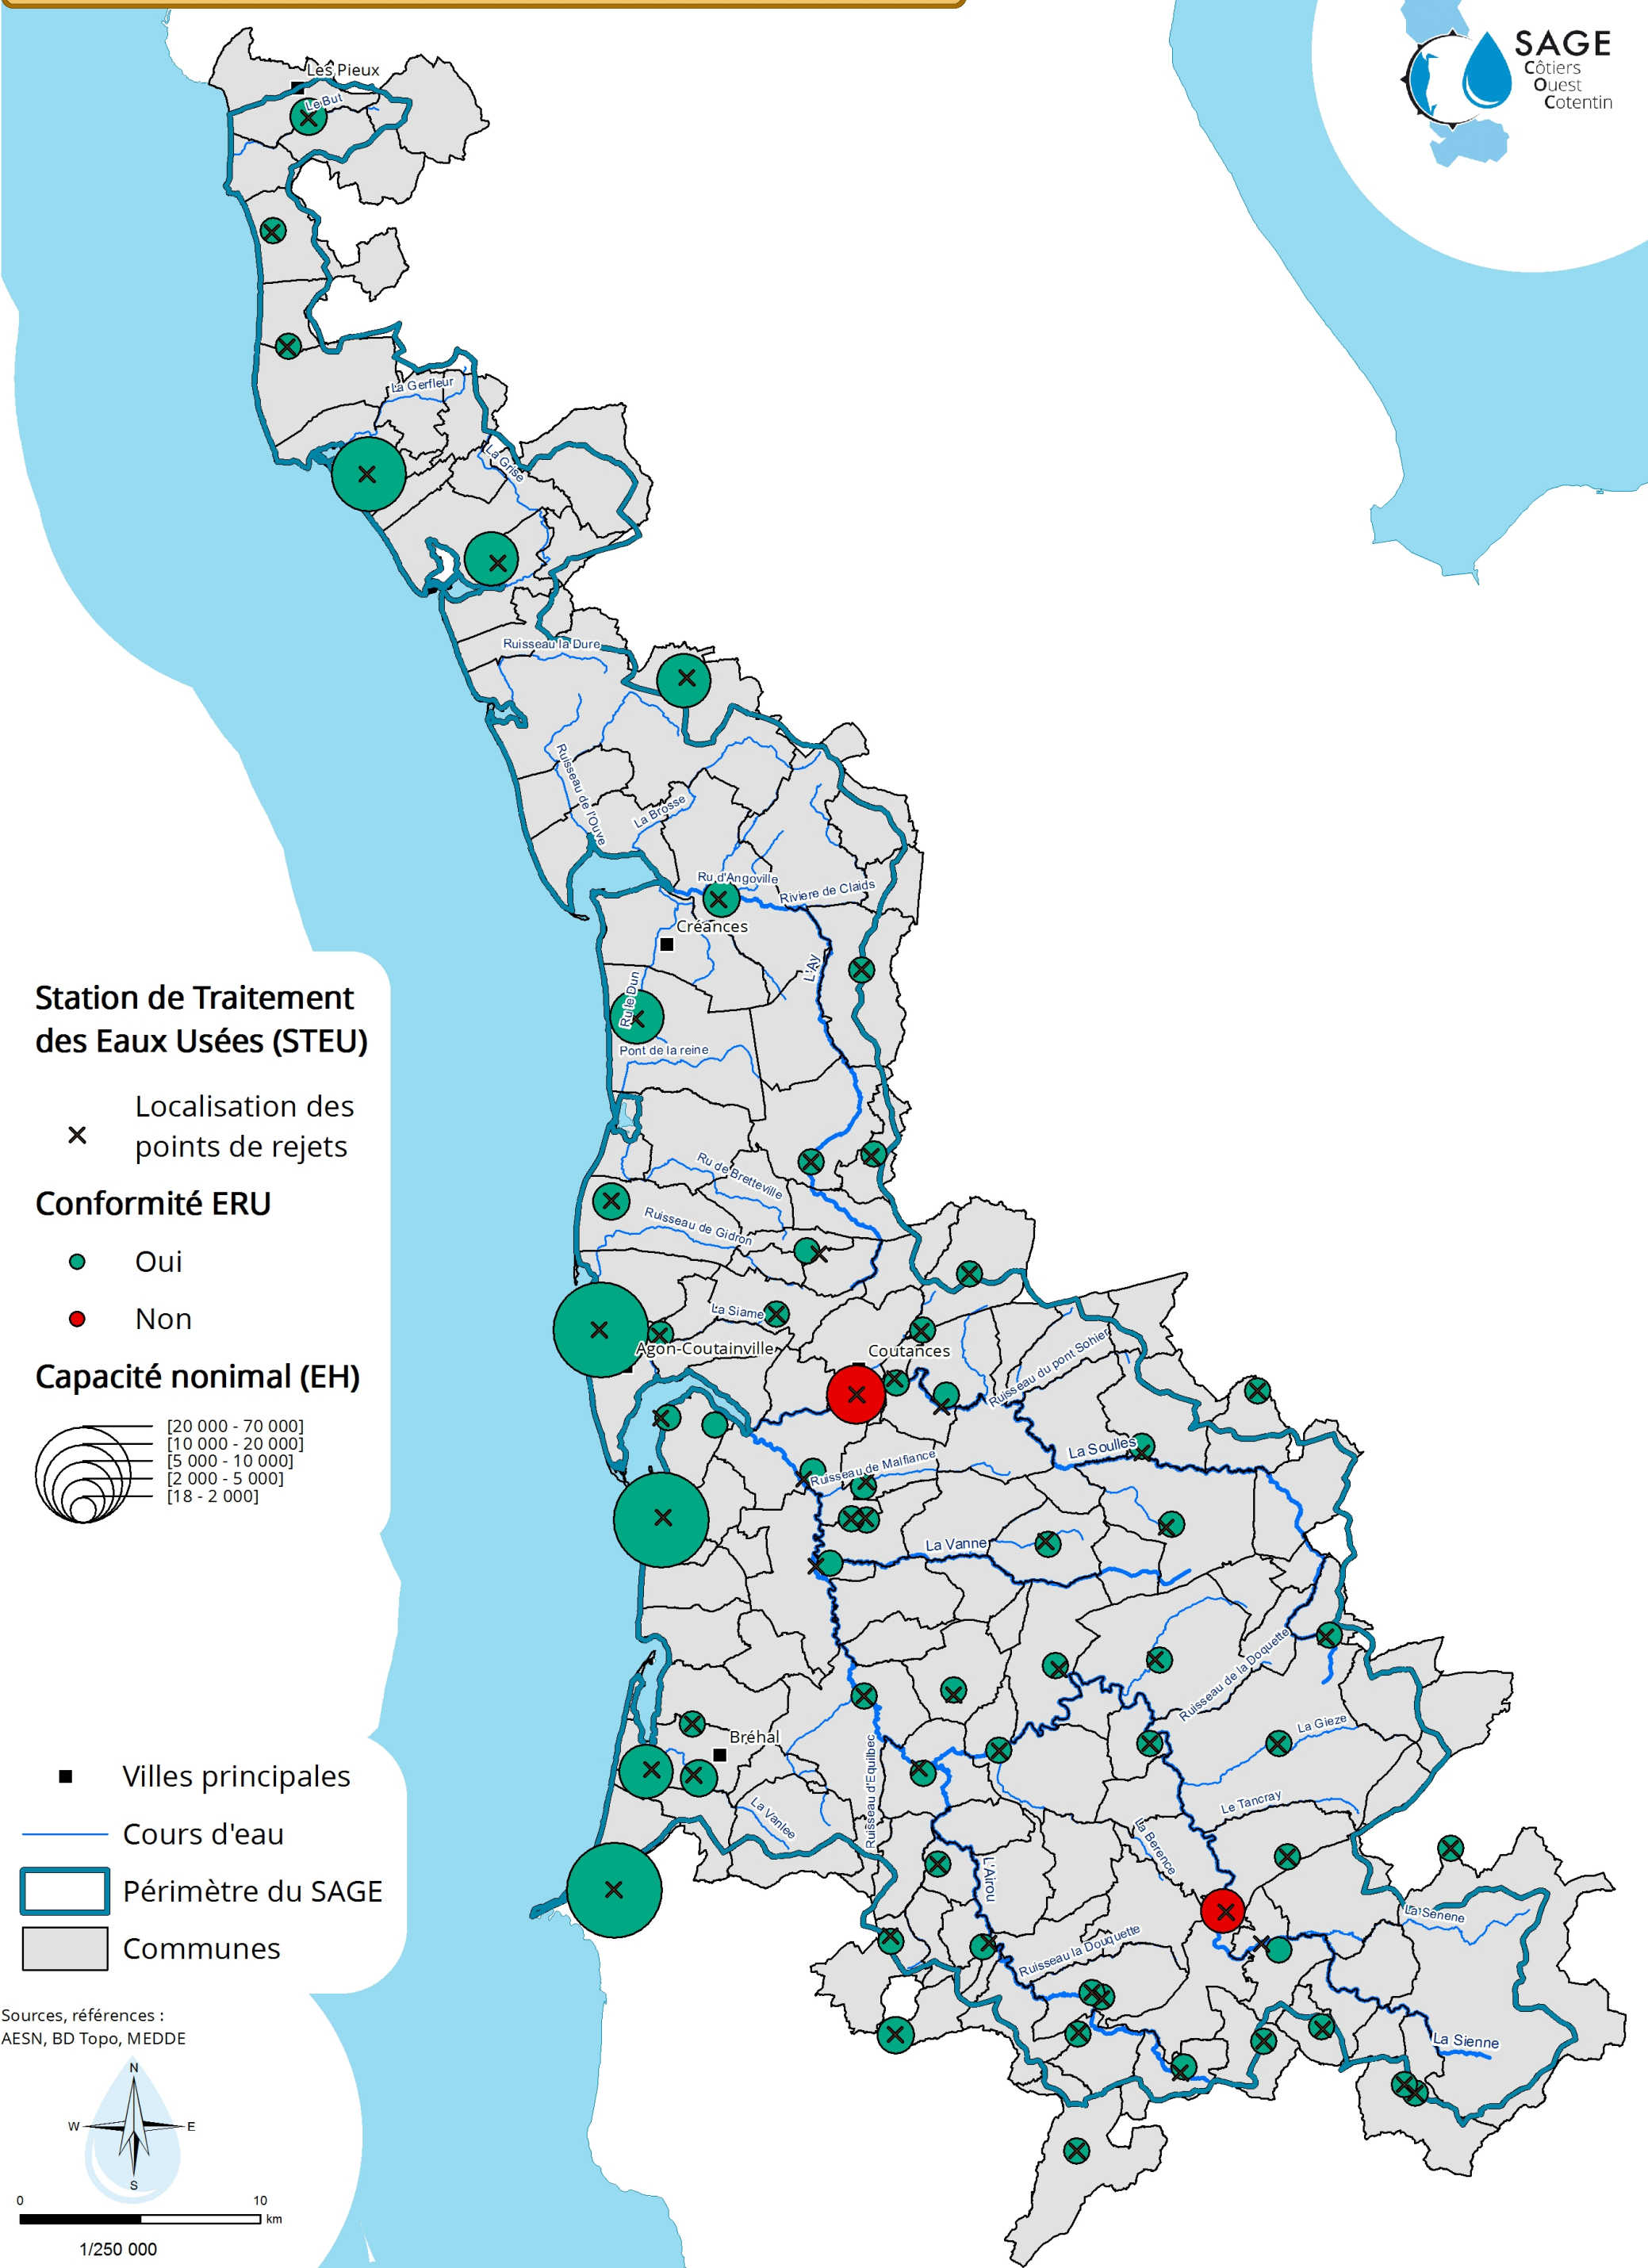 SAGE
Côtiers
Ouest
Cotentin
Les Pieux
Le But
La Gerfleur
La Grise
Ruisseau la Dure
Ruisseau de l'Ouve
La Brosse
Ru d'Angoville
Riviere de Claids
Créances
L'Ay
Ru le Dun
Pont de la reine
Ru de Bretteville
Ruisseau de Gidron
La Siame
Agon-Coutainville
Coutances
Ruisseau du pont Sohier
La Soulles
Ruisseau de Malfiance
La Vanne
Ruisseau de la Doquette
La Gieze
Bréhal
Ruisseau d'Equilbec
La Vanlee
Le Tancray
La Berence
L'Airou
La Senene
Ruisseau la Douquette
La Sienne
Station de Traitement
des Eaux Usées (STEU)
Localisation des
points de rejets
Conformité ERU
Oui
Non
Capacité nonimal (EH)
[20 000 - 70 000]
[10 000 - 20 000]
[5 000 - 10 000]
[2 000 - 5 000]
[18 - 2 000]
Villes principales
Cours d'eau
Périmètre du SAGE
Communes
Sources, références :
AESN, BD Topo, MEDDE
N
W E
S
0 10
km
1/250 000